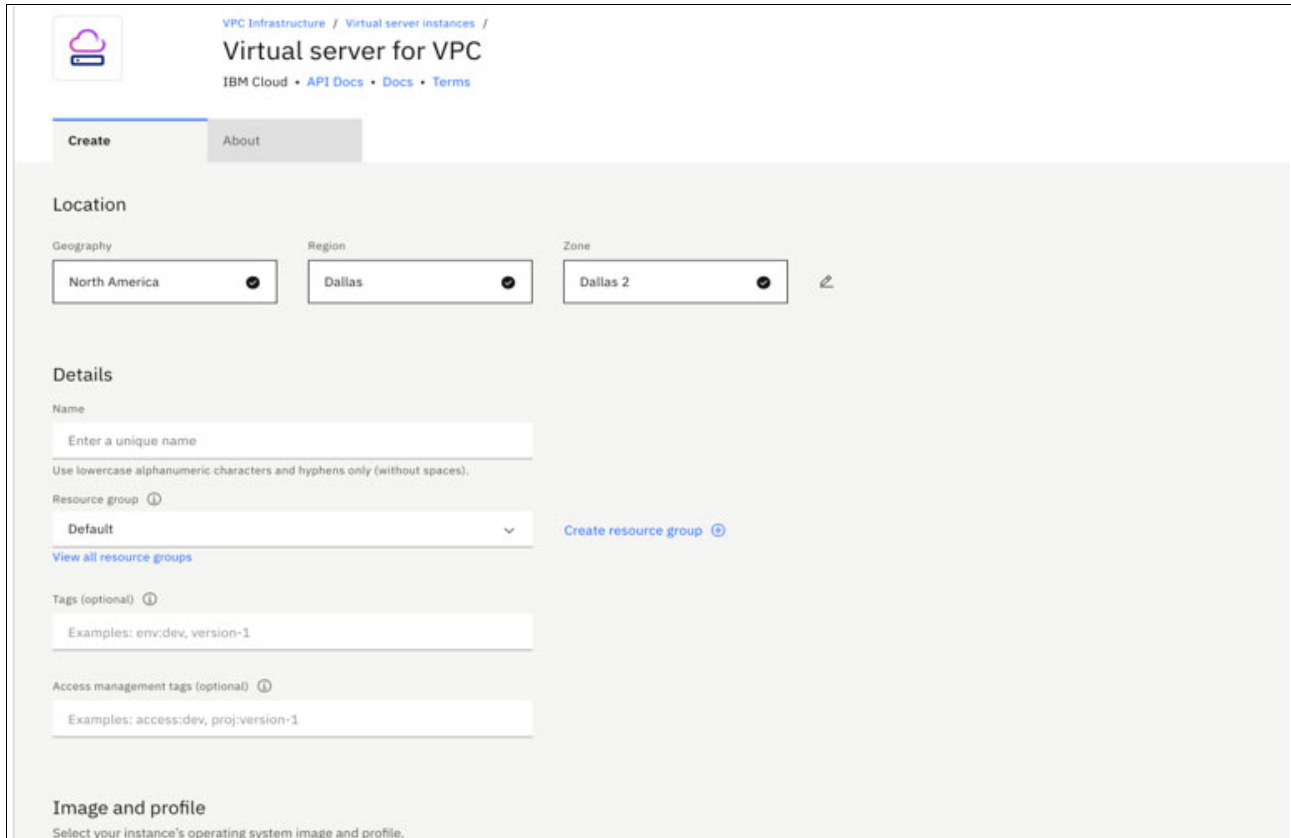 VPC Infrastructure / Virtual server instances /
Virtual server for VPC
IBM Cloud • API Docs • Docs • Terms
Create About
Location
Geography Region Zone
North America Dallas Dallas 2
Details
Name
Enter a unique name
Use lowercase alphanumeric characters and hyphens only (without spaces).
Resource group
Default Create resource group
View all resource groups
Tags (optional)
Examples: env:dev, version-1
Access management tags (optional)
Examples: access:dev, proj:version-1
Image and profile
Select your instance's operating system image and profile.